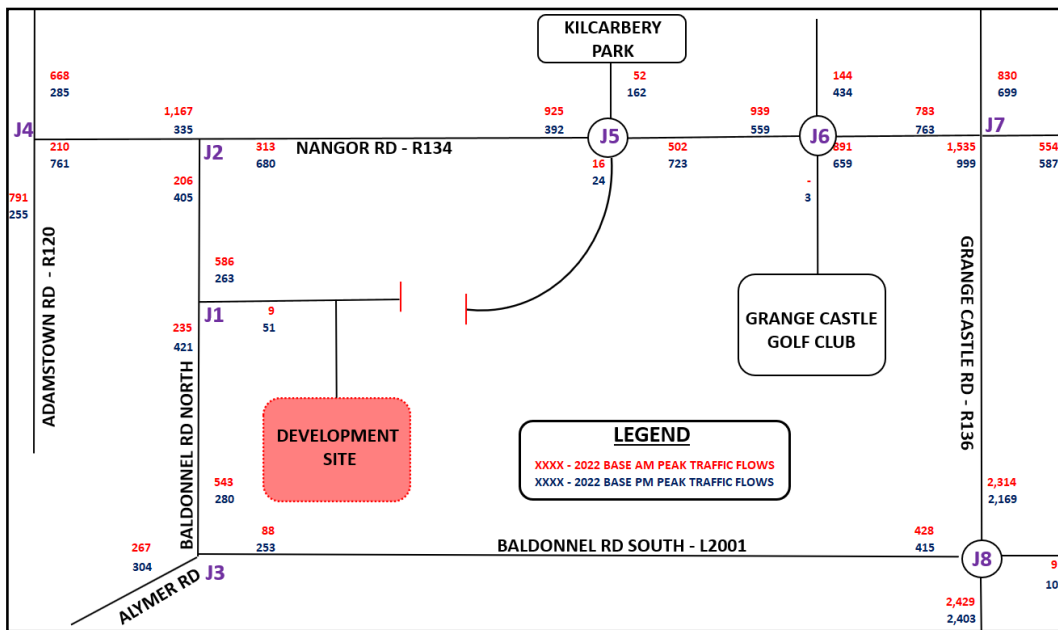 KILCARBERY
PARK
668
285
1,167
335
925
392
52
162
939
559
144
434
783
763
830
699
J4
J2
J5
J6
J7
NANGOR RD - R134
210
761
313
680
16
24
502
723
891
659
1,535
999
554
587
206
405
-
3
791
255
ADAMSTOWN RD - R120
586
263
J1
9
51
235
421
BALDONNEL RD NORTH
GRANGE CASTLE
GOLF CLUB
GRANGE CASTLE RD - R136
DEVELOPMENT
SITE
LEGEND
XXXX - 2022 BASE AM PEAK TRAFFIC FLOWS
XXXX - 2022 BASE PM PEAK TRAFFIC FLOWS
543
280
2,314
2,169
88
253
428
415
267
304
BALDONNEL RD SOUTH - L2001
J3
J8
ALYMER RD
2,429
2,403